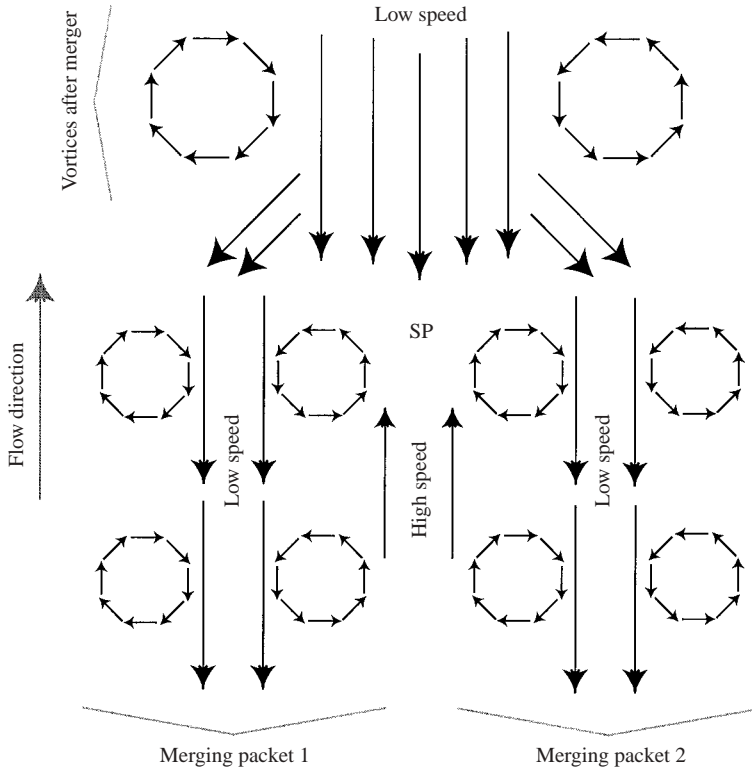 Low speed
Vortices after merger
SP
Flow direction
Low speed
High speed
Low speed
Merging packet 1
Merging packet 2